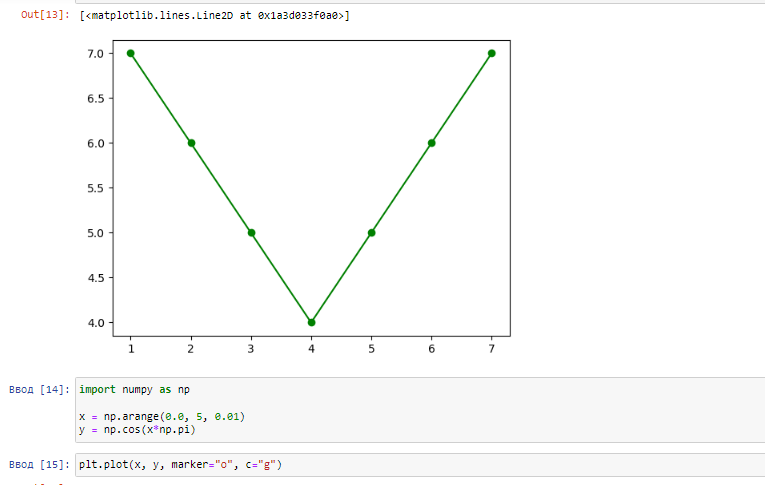 Out[13]: [<matplotlib.lines.Line2D at 0x1a3d033f0a0>]
7.0
6.5
6.0
5.5
5.0
4.5
4.0
1 2 3 4 5 6 7
Ввод [14]: import numpy as np
x = np.arange(0.0, 5, 0.01)
y = np.cos(x*np.pi)
Ввод [15]: plt.plot(x, y, marker="o", c="g")